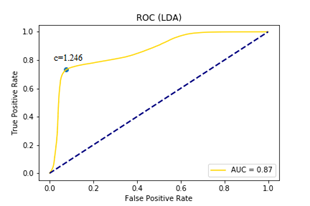 ROC (LDA)
1.0
c=1.246
0.8
0.6
0.4
0.2
0.0
True Positive Rate
AUC = 0.87
0.0 0.2 0.4 0.6 0.8 1.0
False Positive Rate